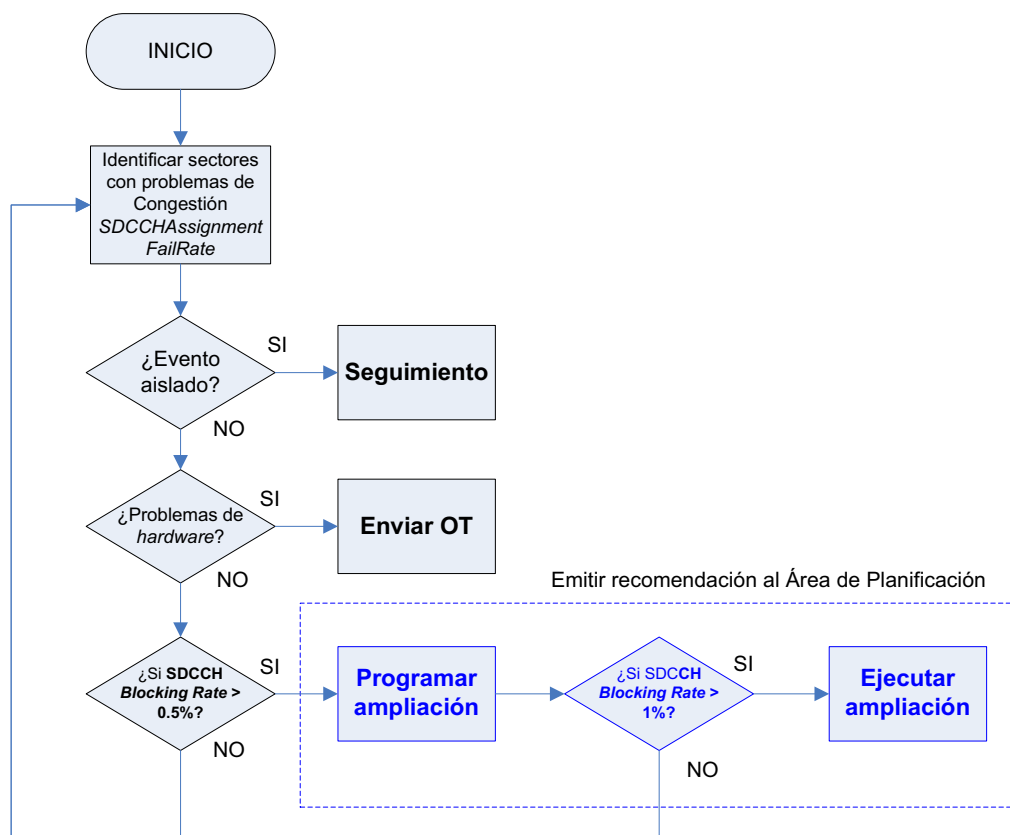 INICIO
Identificar sectores
con problemas de
Congestión
SDCCHAssignment
FailRate
¿Evento
aislado?
SI
Seguimiento
NO
¿Problemas de
hardware?
SI
Enviar OT
NO
Emitir recomendación al Área de Planificación
¿Si SDCCH
Blocking Rate >
0.5%?
SI
Programar
ampliación
¿Si SDCCH
Blocking Rate >
1%?
SI
Ejecutar
ampliación
NO
NO